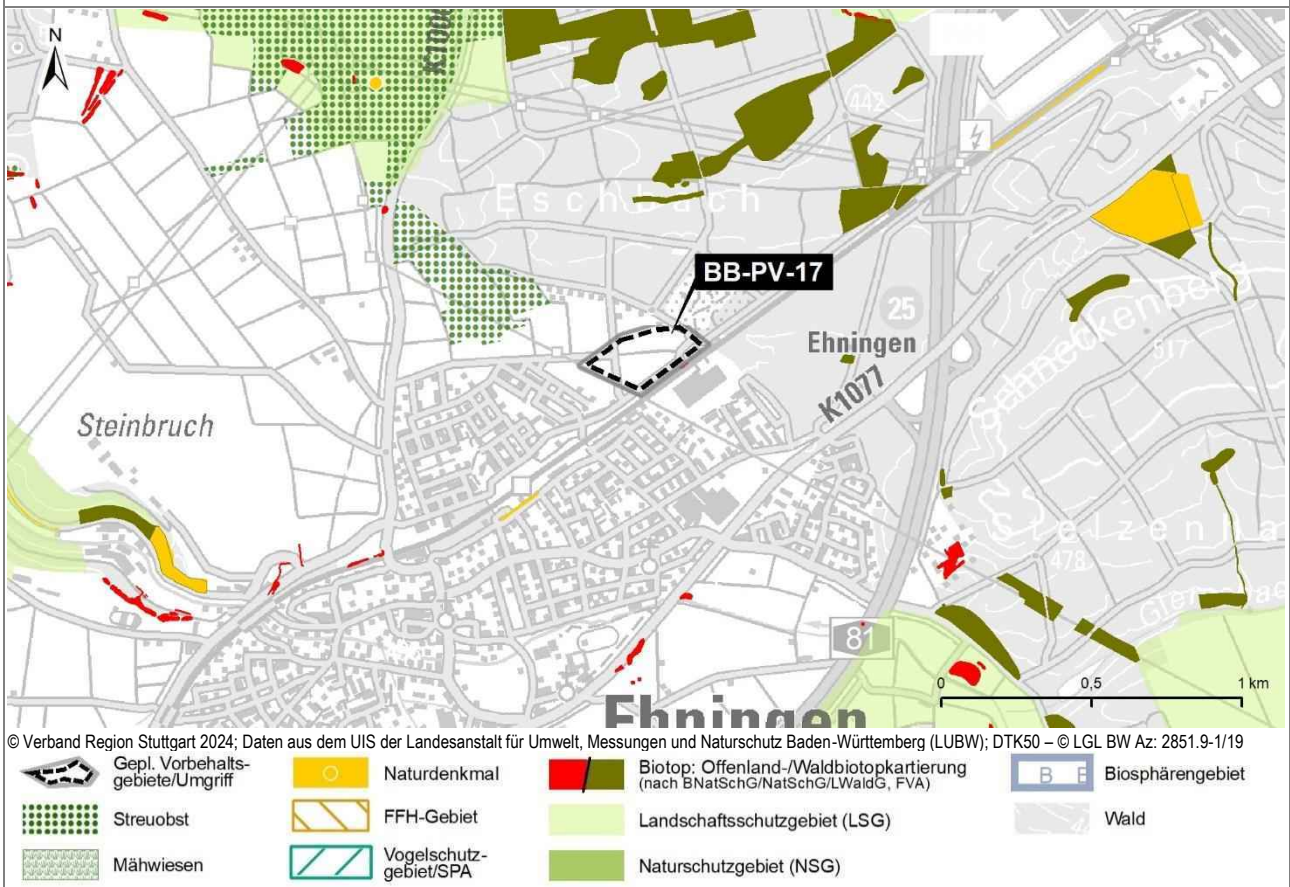 N
K1006
442
Eschbach
BB-PV-17
25
Ehningen
Schneckenberg
517
K1077
Steinbruch
Stelzen
478
81
0 0,5 1 km
Ehningen
© Verband Region Stuttgart 2024; Daten aus dem UIS der Landesanstalt für Umwelt, Messungen und Naturschutz Baden-Württemberg (LUBW); DTK50 – © LGL BW Az: 2851.9-1/19
Gepl. Vorbehalts-
gebiete/Umgriff
Naturdenkmal
Biotop: Offenland-/Waldbiotopkartierung
(nach BNatSchG/NatSchG/LWaldG, FVA)
B B
Biosphärengebiet
Streuobst
FFH-Gebiet
Landschaftsschutzgebiet (LSG)
Wald
Mähwiesen
Vogelschutz-
gebiet/SPA
Naturschutzgebiet (NSG)